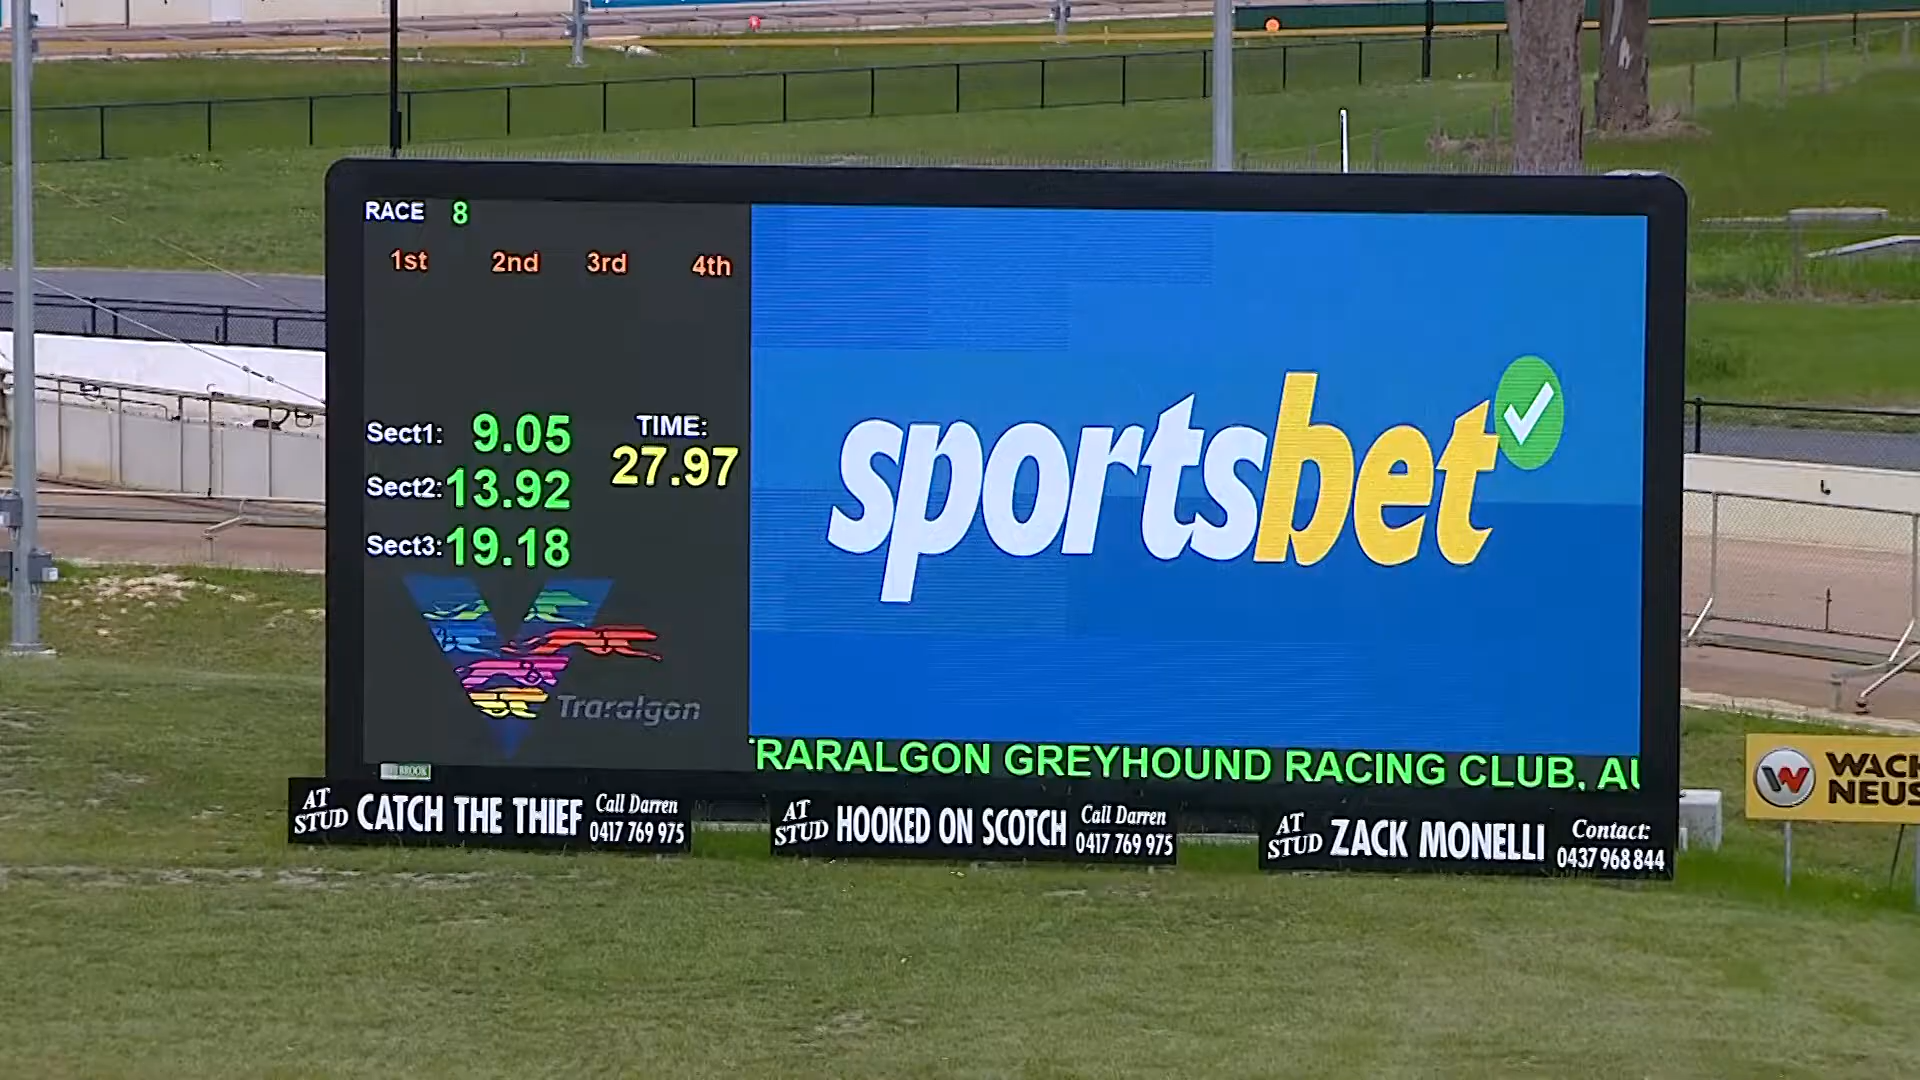 RACE 8
1st 2nd 3rd 4th
Sect1: 9.05
TIME:
27.97
Sect2: 13.92
Sect3: 19.18
Traralgon
sportsbet
TRARALGON GREYHOUND RACING CLUB, AU
AT STUD CATCH THE THIEF Call Darren 0417 769 975
AT STUD HOOKED ON SCOTCH Call Darren 0417 769 975
AT STUD ZACK MONELLI Contact: 0437 968 844
WACK
NEUS